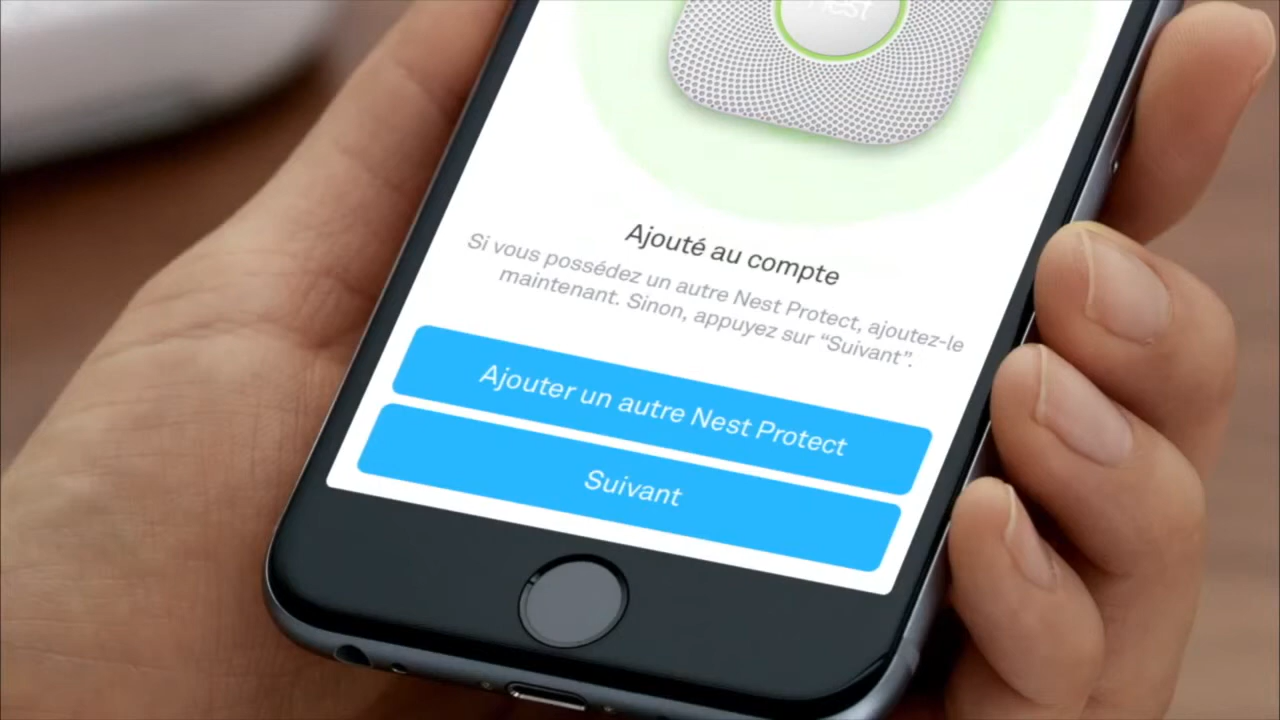 nest
Ajouté au compte
Si vous possédez un autre Nest Protect, ajoutez-le
maintenant. Sinon, appuyez sur “Suivant”.
Ajouter un autre Nest Protect
Suivant